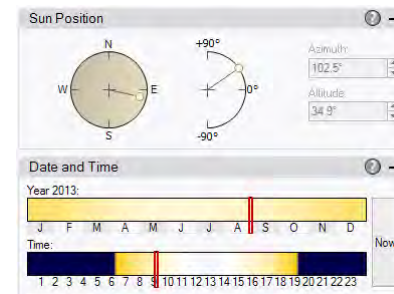 Sun Position
N
W E
S
+90°
0°
-90°
Azimuth:
102.5°
Altitude:
34.9°
Date and Time
Year 2013:
J F M A M J J A S O N D
Now
Time:
1 2 3 4 5 6 7 8 9 10 11 12 13 14 15 16 17 18 19 20 21 22 23